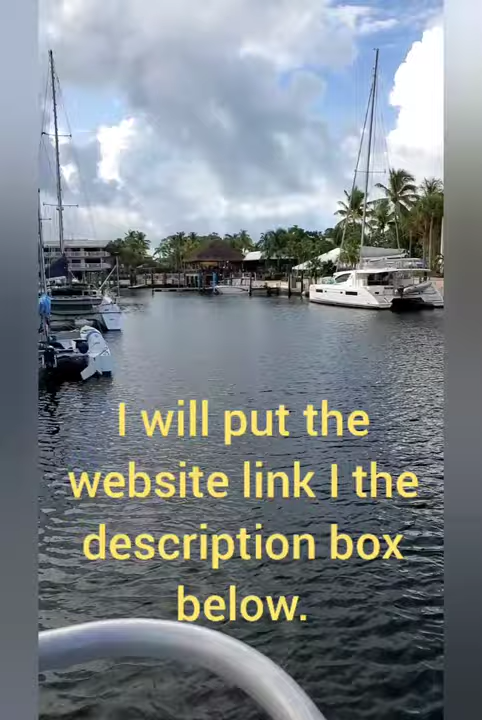 I will put the
website link I the
description box
below.